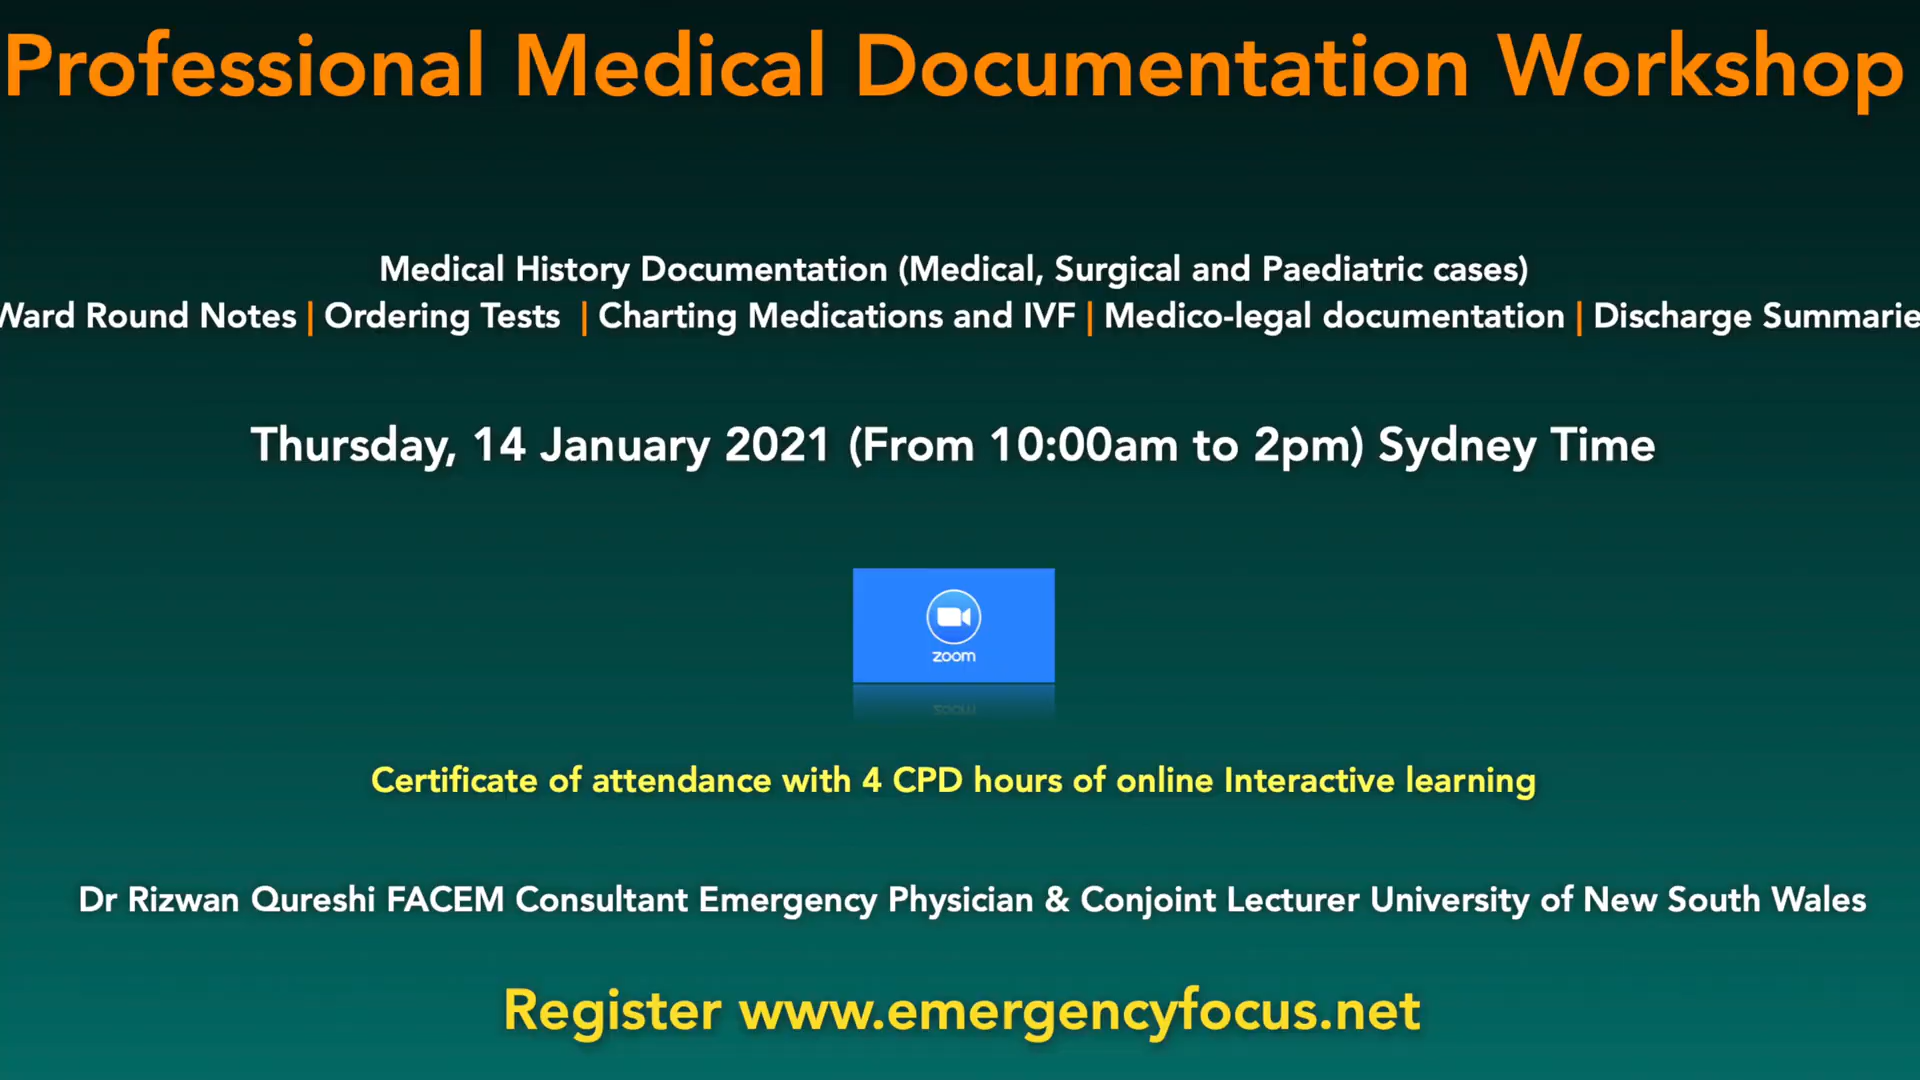 Professional Medical Documentation Workshop
Medical History Documentation (Medical, Surgical and Paediatric cases)
Ward Round Notes | Ordering Tests | Charting Medications and IVF | Medico-legal documentation | Discharge Summarie
Thursday, 14 January 2021 (From 10:00am to 2pm) Sydney Time
zoom
Certificate of attendance with 4 CPD hours of online Interactive learning
Dr Rizwan Qureshi FACEM Consultant Emergency Physician & Conjoint Lecturer University of New South Wales
Register www.emergencyfocus.net